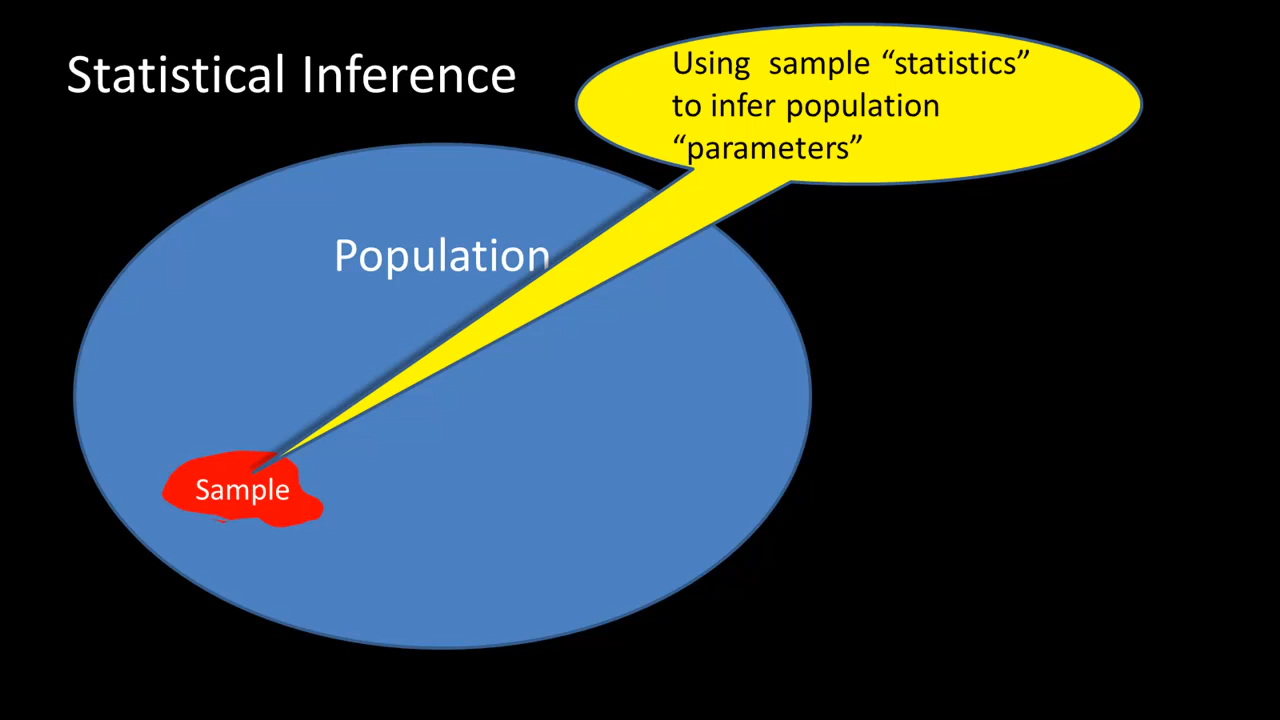 Statistical Inference
Using sample “statistics”
to infer population
“parameters”
Population
Sample